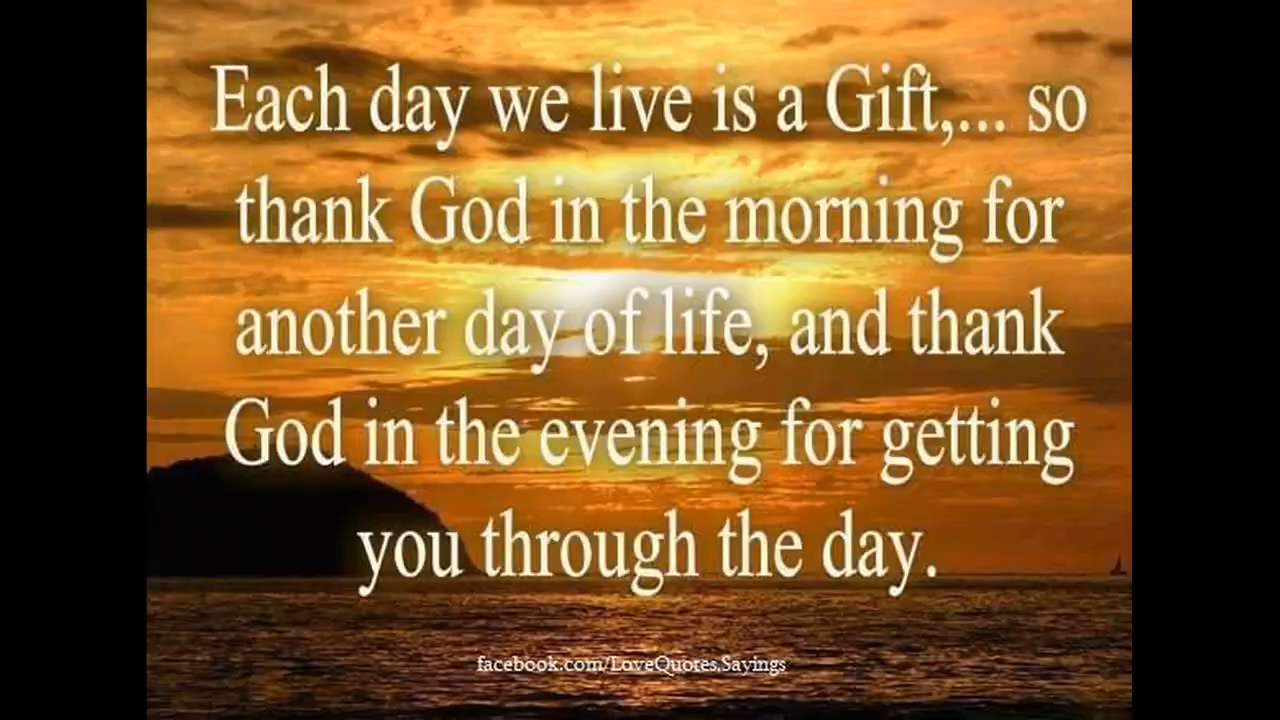 Each day we live is a Gift,... so
thank God in the morning for
another day of life, and thank
God in the evening for getting
you through the day.
facebook.com/LoveQuotes.Sayings